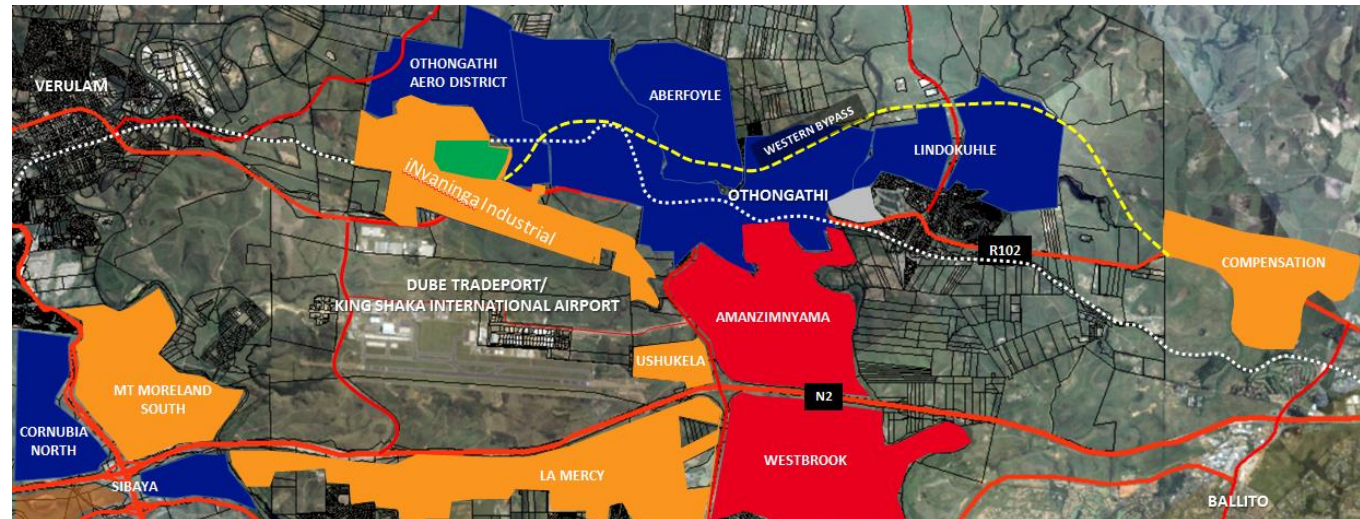 OTHONGATHI
AERO DISTRICT
VERULAM
ABERFOYLE
WESTERN BYPASS
LINDOKUHLE
iNyaninga Industrial
OTHONGATHI
R102
COMPENSATION
DUBE TRADEPORT/
KING SHAKA INTERNATIONAL AIRPORT
AMANZIMNYAMA
USHUKELA
MT MORELAND
SOUTH
N2
CORNUBIA
NORTH
WESTBROOK
LA MERCY
SIBAYA
BALLITO